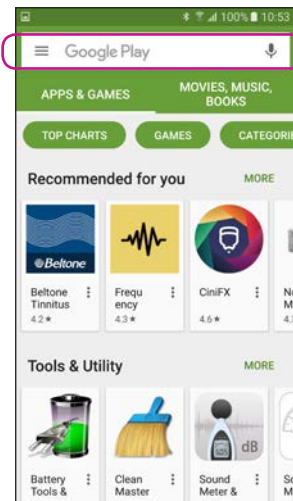 100% 10:53
Google Play
APPS & GAMES
MOVIES, MUSIC,
BOOKS
TOP CHARTS GAMES CATEGORI
Recommended for you MORE
Beltone
Beltone
Tinnitus
4.2★
Frequ
ency
4.3★
CiniFX
4.6★
N
M
4.
Tools & Utility MORE
dB
Battery
Tools &
Clean
Master
Sound
Meter &
So
M